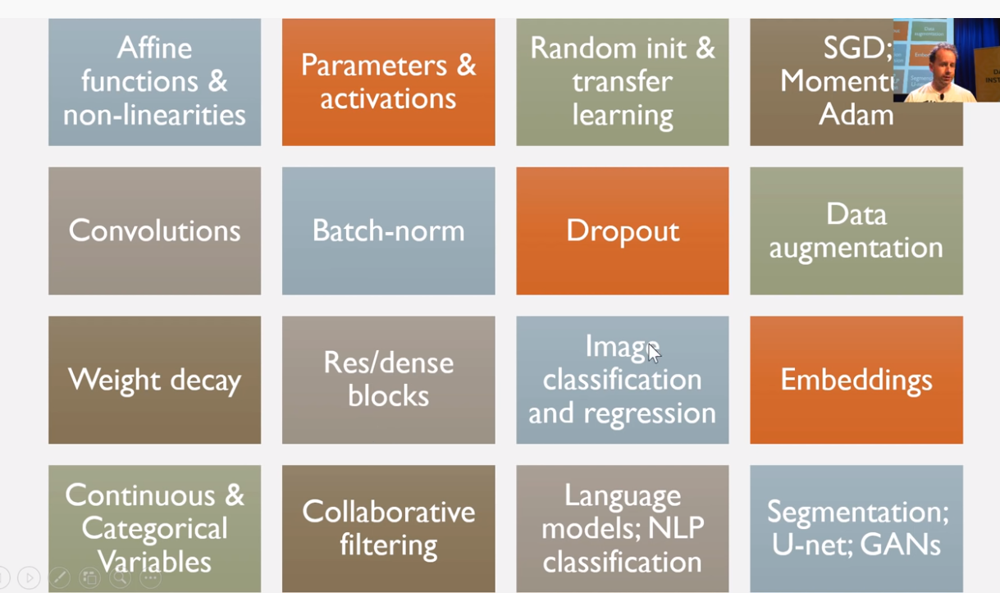 Affine
functions &
non-linearities
Parameters &
activations
Random init &
transfer
learning
SGD;
Adam
Convolutions
Batch-norm
Dropout
Data
augmentation
Weight decay
Res/dense
blocks
Image
classification
and regression
Embeddings
Continuous &
Categorical
Variables
Collaborative
filtering
Language
models; NLP
classification
Segmentation;
U-net; GANs